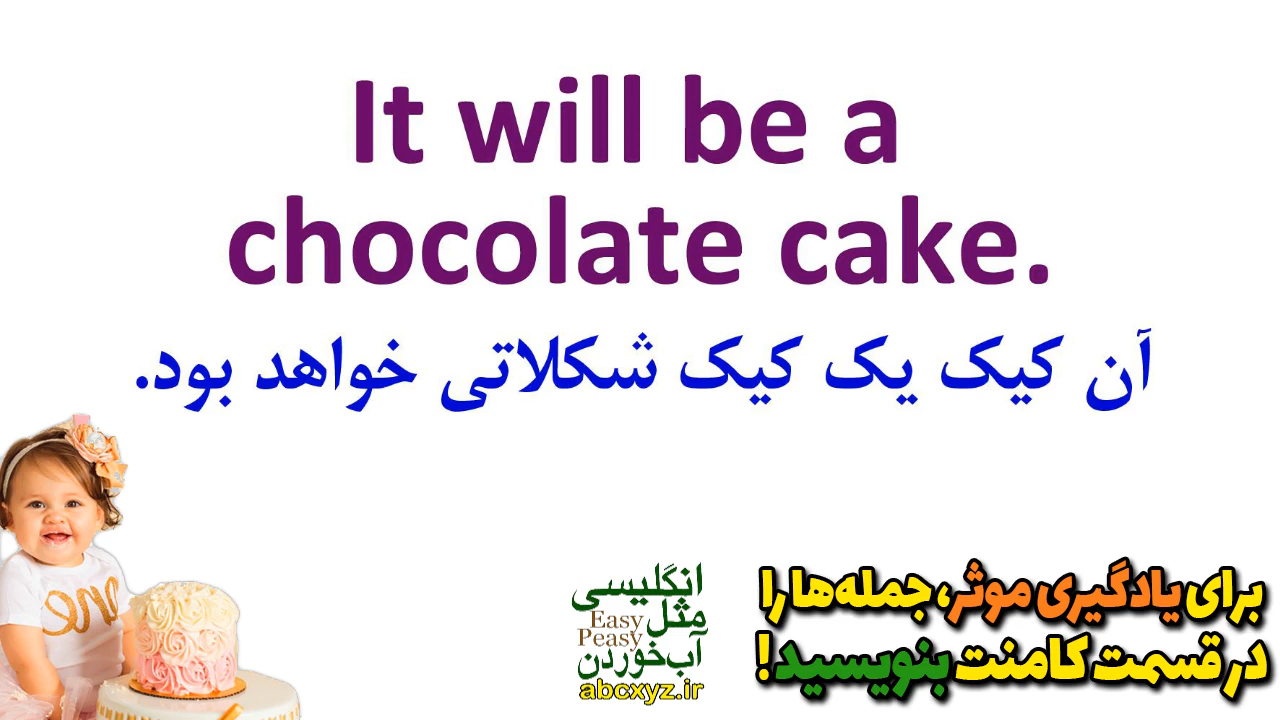 It will be a
chocolate cake.
آن کیک یک کیک شکلاتی خواهد بود.
one
انگلیسی
مثل
Easy
Peasy
آب خوردن
abcxyz.ir
برای یادگیری موثر، جمله‌ها را
در قسمت کامنت بنویسید!